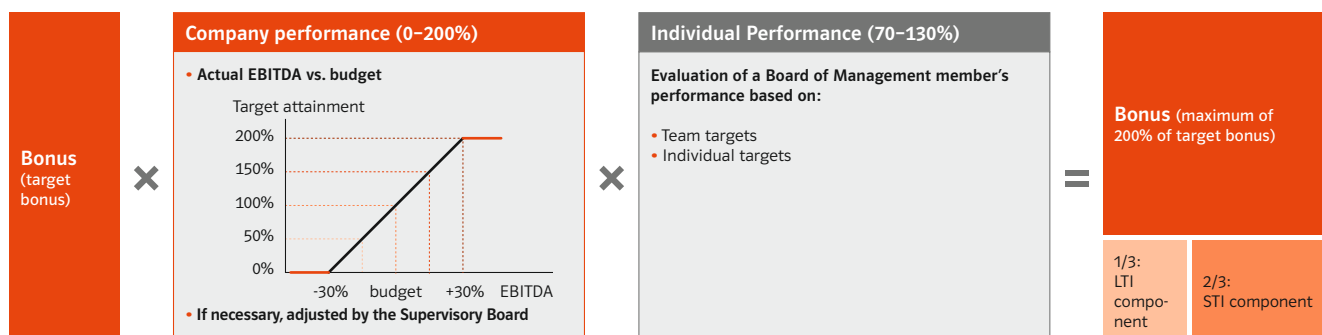 Bonus
(target
bonus)
×
Company performance (0–200%)
• Actual EBITDA vs. budget
Target attainment
200%
150%
100%
50%
0%
-30% budget +30% EBITDA
• If necessary, adjusted by the Supervisory Board
×
Individual Performance (70–130%)
Evaluation of a Board of Management member’s
performance based on:
• Team targets
• Individual targets
=
Bonus (maximum of
200% of target bonus)
1/3:
LTI
compo-
nent
2/3:
STI component